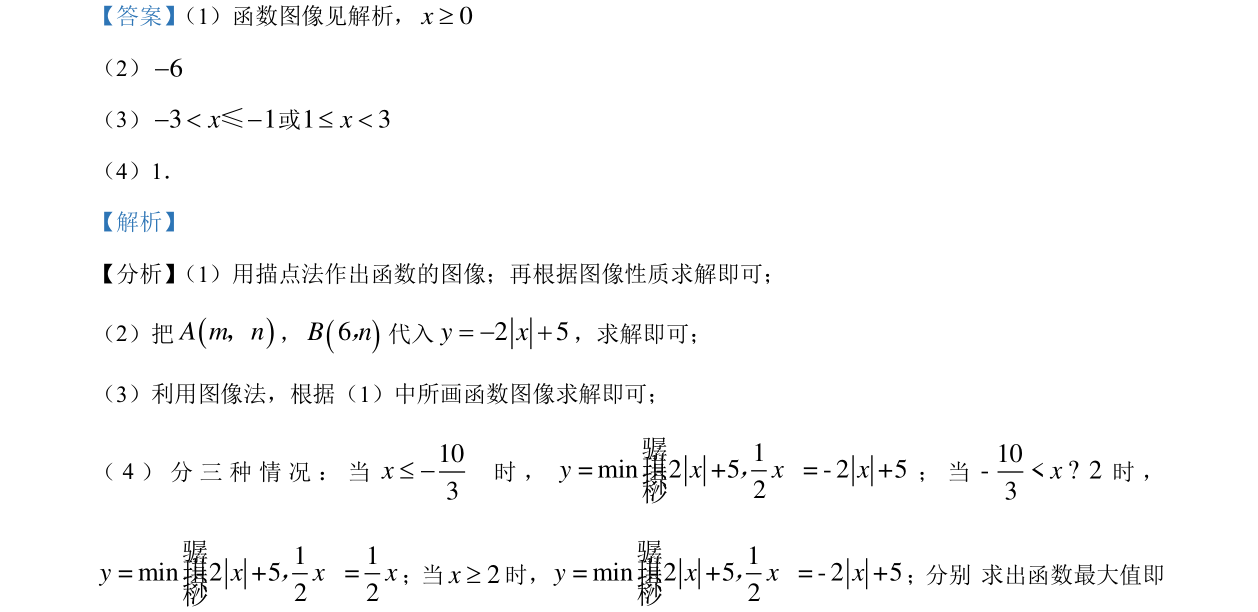 【答案】（1）函数图像见解析，x ≥ 0
（2）−6
（3）−3 < x≤−1或1 ≤ x < 3
（4）1．
【解析】
【分析】（1）用描点法作出函数的图像；再根据图像性质求解即可；
（2）把 A(m，n)，B(6,n) 代入 y = −2|x| + 5，求解即可；
（3）利用图像法，根据（1）中所画函数图像求解即可；
（4）分三种情况：当 x ≤ −10/3 时，y = min 2|x| +5, 1/2 x = - 2|x| +5；当 - 10/3 < x ? 2 时，
y = min 2|x| +5, 1/2 x = 1/2 x；当 x ≥ 2 时，y = min 2|x| +5, 1/2 x = - 2|x| +5；分别 求出函数最大值即